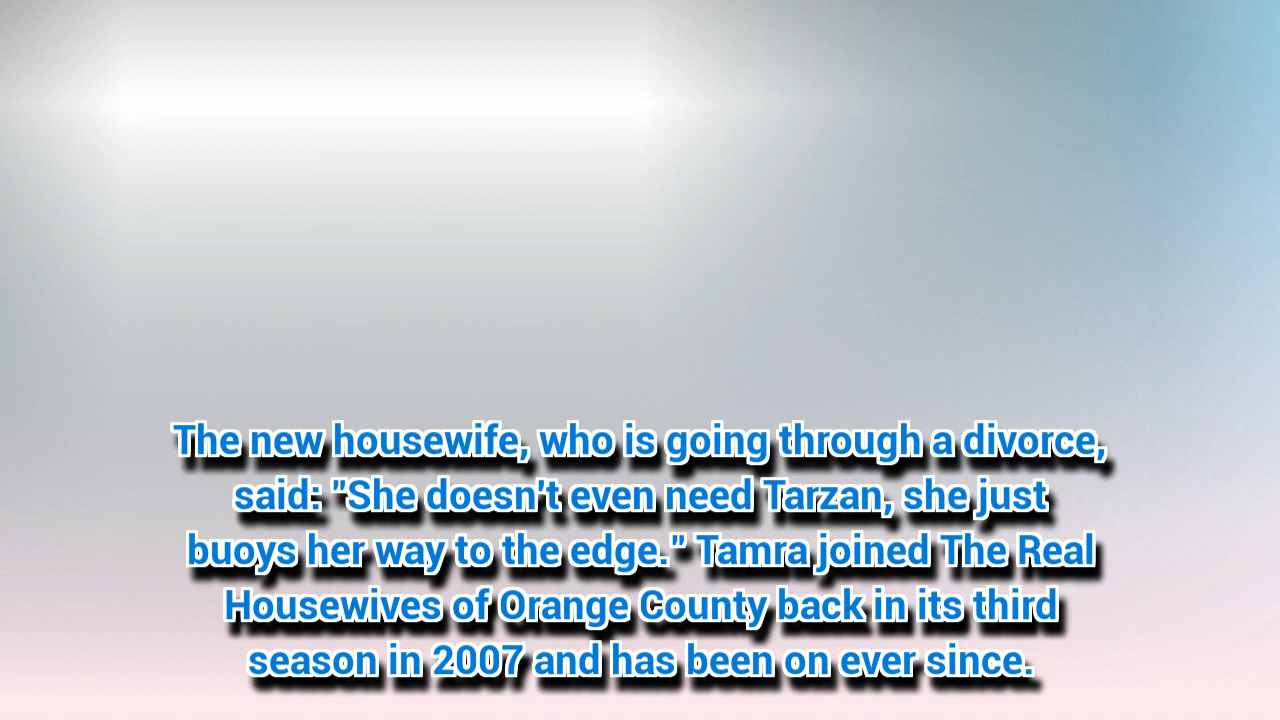 The new housewife, who is going through a divorce,
said: "She doesn't even need Tarzan, she just
buoys her way to the edge." Tamra joined The Real
Housewives of Orange County back in its third
season in 2007 and has been on ever since.